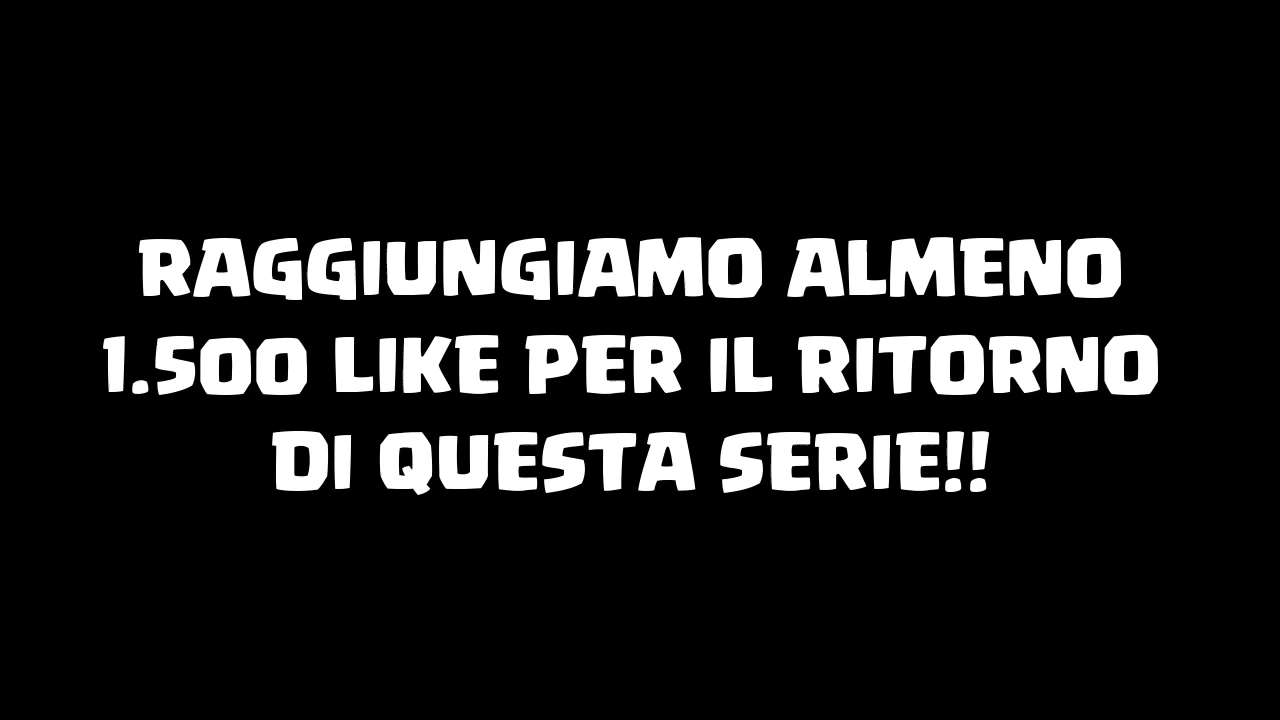 RAGGIUNGIAMO ALMENO
1.500 LIKE PER IL RITORNO
DI QUESTA SERIE!!